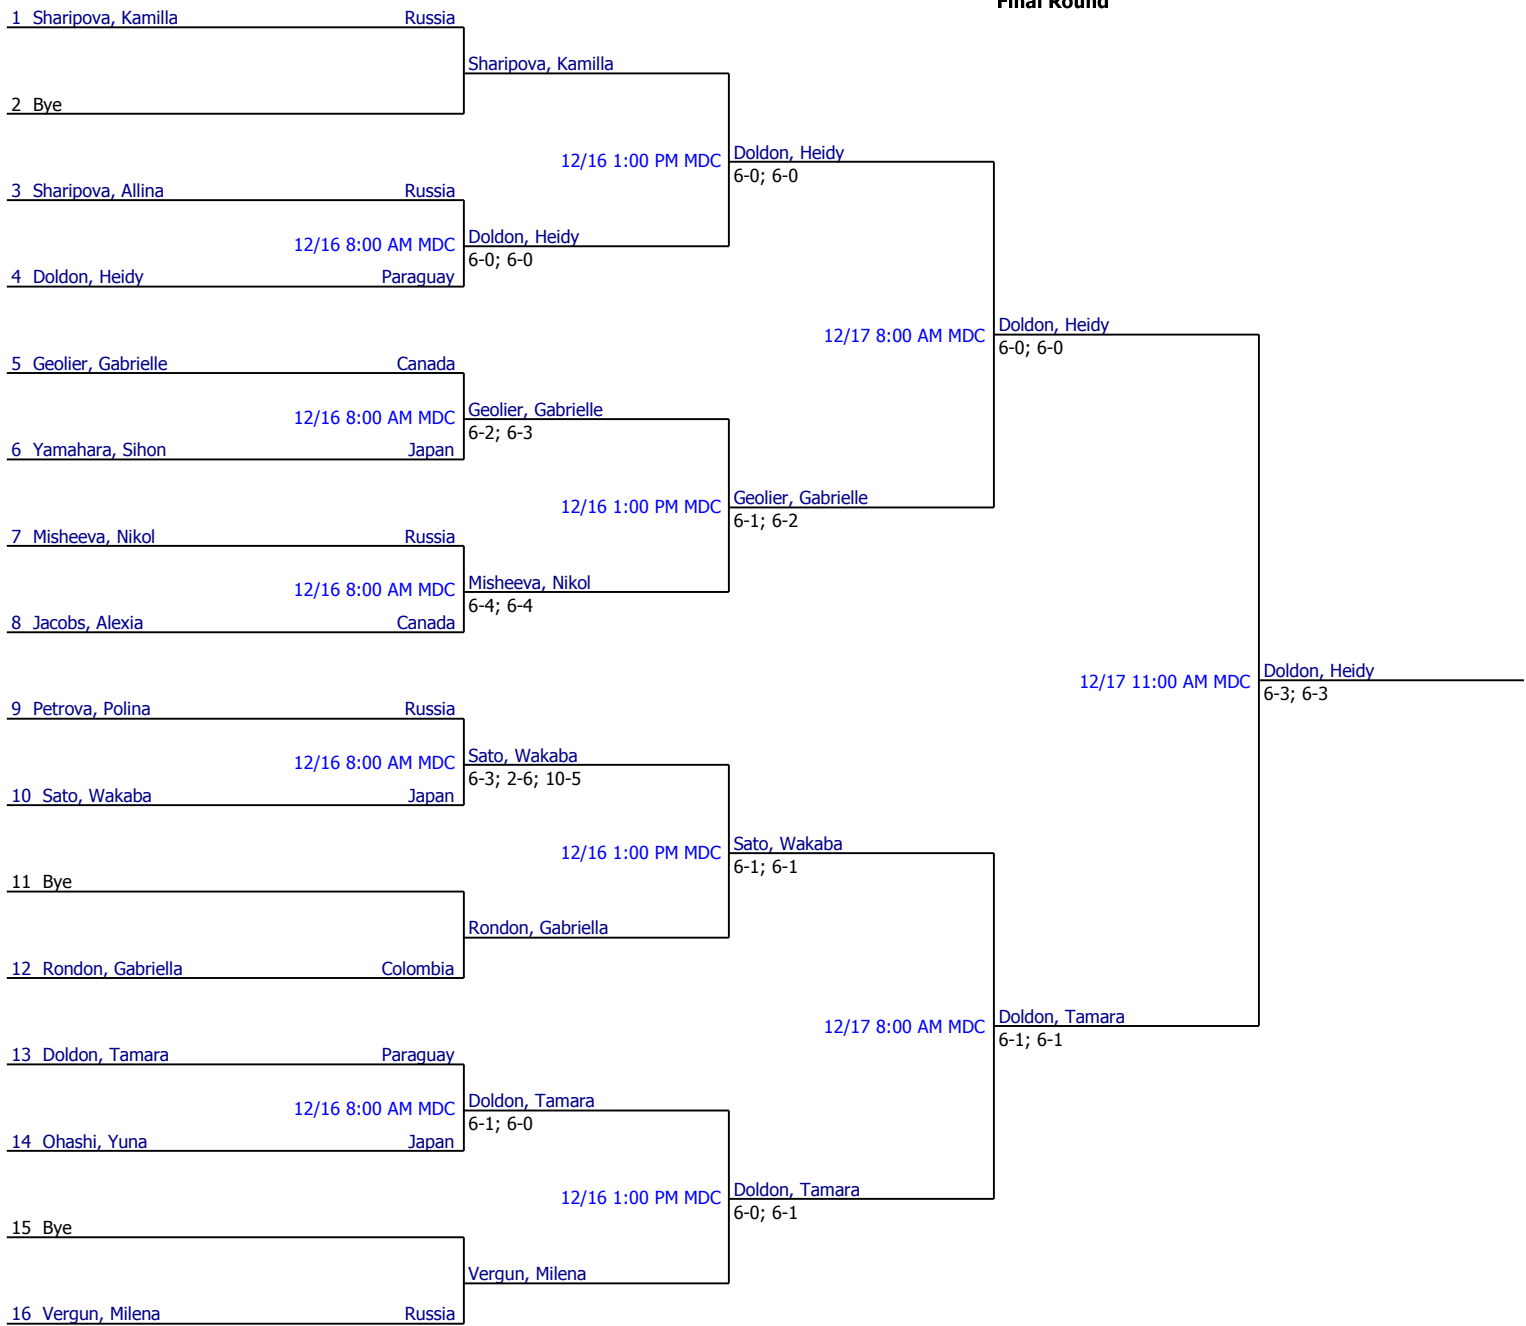 Final Round
1 Sharipova, Kamilla Russia
Sharipova, Kamilla
2 Bye
12/16 1:00 PM MDC Doldon, Heidy
6-0; 6-0
3 Sharipova, Allina Russia
12/16 8:00 AM MDC Doldon, Heidy
6-0; 6-0
4 Doldon, Heidy Paraguay
12/17 8:00 AM MDC Doldon, Heidy
6-0; 6-0
5 Geolier, Gabrielle Canada
12/16 8:00 AM MDC Geolier, Gabrielle
6-2; 6-3
6 Yamahara, Sihon Japan
12/16 1:00 PM MDC Geolier, Gabrielle
6-1; 6-2
7 Misheeva, Nikol Russia
12/16 8:00 AM MDC Misheeva, Nikol
6-4; 6-4
8 Jacobs, Alexia Canada
12/17 11:00 AM MDC Doldon, Heidy
6-3; 6-3
9 Petrova, Polina Russia
12/16 8:00 AM MDC Sato, Wakaba
6-3; 2-6; 10-5
10 Sato, Wakaba Japan
12/16 1:00 PM MDC Sato, Wakaba
6-1; 6-1
11 Bye
Rondon, Gabriella
12 Rondon, Gabriella Colombia
12/17 8:00 AM MDC Doldon, Tamara
6-1; 6-1
13 Doldon, Tamara Paraguay
12/16 8:00 AM MDC Doldon, Tamara
6-1; 6-0
14 Ohashi, Yuna Japan
12/16 1:00 PM MDC Doldon, Tamara
6-0; 6-1
15 Bye
Vergun, Milena
16 Vergun, Milena Russia